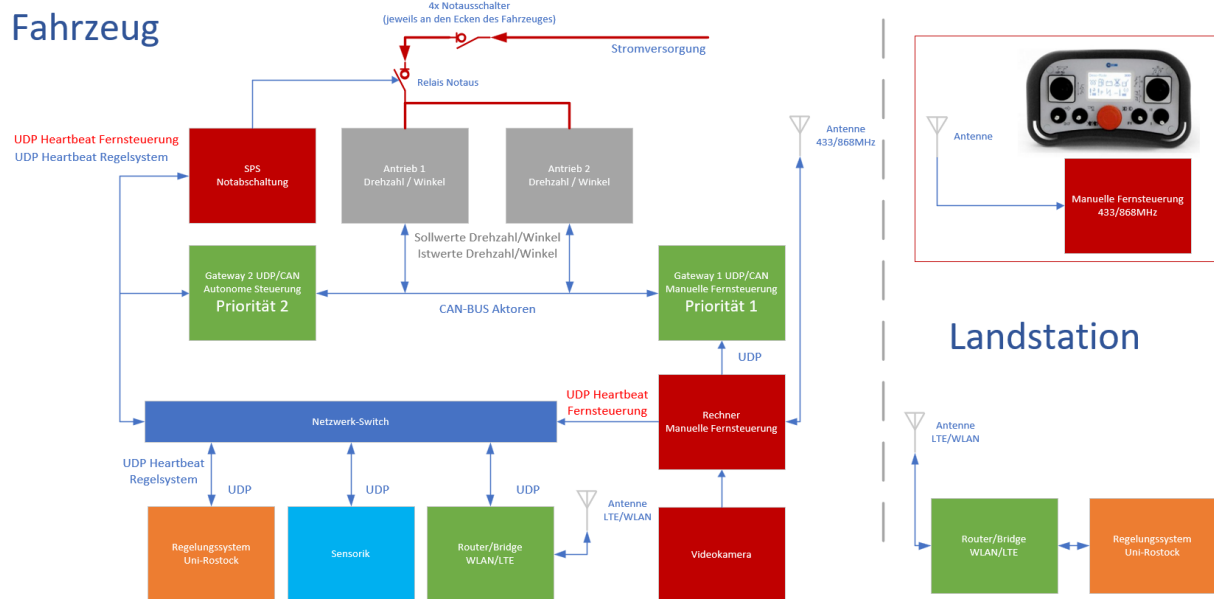 Fahrzeug
4x Notausschalter
(jeweils an den Ecken des Fahrzeuges)
Stromversorgung
Relais Notaus
UDP Heartbeat Fernsteuerung
UDP Heartbeat Regelsystem
SPS
Notabschaltung
Antrieb 1
Drehzahl / Winkel
Antrieb 2
Drehzahl / Winkel
Antenne
433/868MHz
Sollwerte Drehzahl/Winkel
Istwerte Drehzahl/Winkel
Gateway 2 UDP/CAN
Autonome Steuerung
Priorität 2
CAN-BUS Aktoren
Gateway 1 UDP/CAN
Manuelle Fernsteuerung
Priorität 1
UDP
UDP Heartbeat
Fernsteuerung
Rechner
Manuelle Fernsteuerung
Netzwerk-Switch
UDP Heartbeat
Regelsystem
UDP
UDP
UDP
Antenne
LTE/WLAN
Regelungssystem
Uni-Rostock
Sensorik
Router/Bridge
WLAN/LTE
Videokamera
Antenne
Manuelle Fernsteuerung
433/868MHz
Landstation
Antenne
LTE/WLAN
Router/Bridge
WLAN/LTE
Regelungssystem
Uni-Rostock